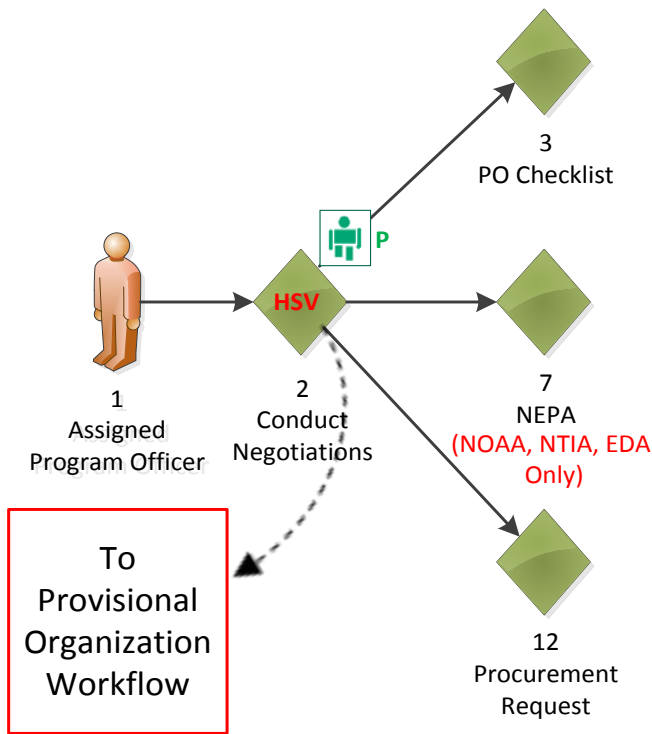 3
PO Checklist
P
HSV
1
Assigned
Program Officer
2
Conduct
Negotiations
7
NEPA
(NOAA, NTIA, EDA
Only)
To
Provisional
Organization
Workflow
12
Procurement
Request